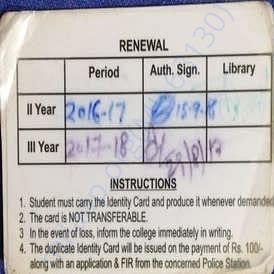 RENEWAL
Period Auth. Sign. Library
II Year 2016-17
III Year 2017-18
INSTRUCTIONS
1. Student must carry the Identity Card and produce it whenever demanded
2. The card is NOT TRANSFERABLE.
3 In the event of loss, inform the college immediately in writing.
4. The duplicate Identity Card will be issued on the payment of Rs. 100/-
along with an application & FIR from the concerned Police Station